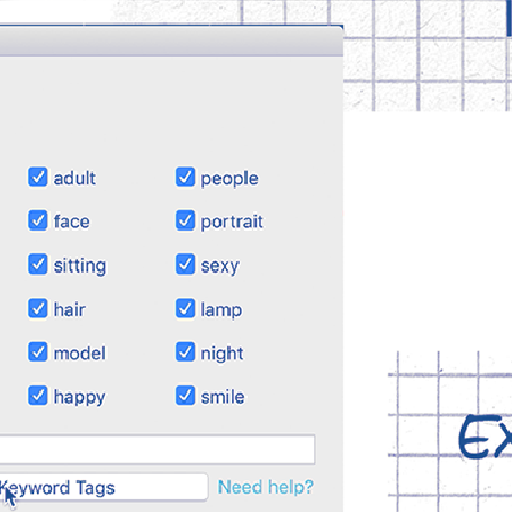 adult people
face portrait
sitting sexy
hair lamp
model night
happy smile
Keyword Tags Need help?